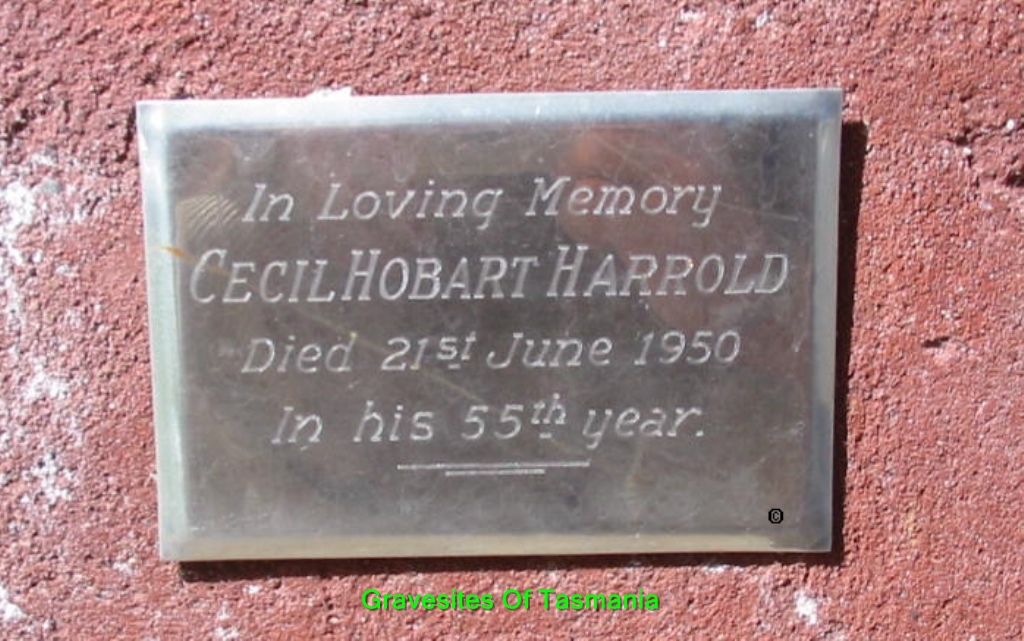 In Loving Memory
CECIL HOBART HARROLD
Died 21st June 1950
In his 55th year.
©
Gravesites Of Tasmania